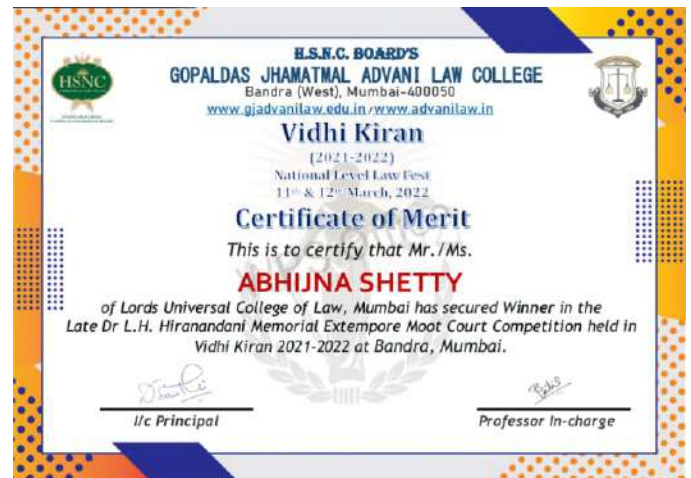 H.S.N.C. BOARD'S
GOPALDAS JHAMATMAL ADVANI LAW COLLEGE
Bandra (West), Mumbai-400050
www.gjadvanilaw.edu.in/www.advanilaw.in
HSNC
Vidhi Kiran
(2021-2022)
National Level Law Fest
11th & 12th March, 2022
Certificate of Merit
This is to certify that Mr./Ms.
ABHIJNA SHETTY
of Lords Universal College of Law, Mumbai has secured Winner in the
Late Dr L.H. Hiranandani Memorial Extempore Moot Court Competition held in
Vidhi Kiran 2021-2022 at Bandra, Mumbai.
I/c Principal
Professor In-charge